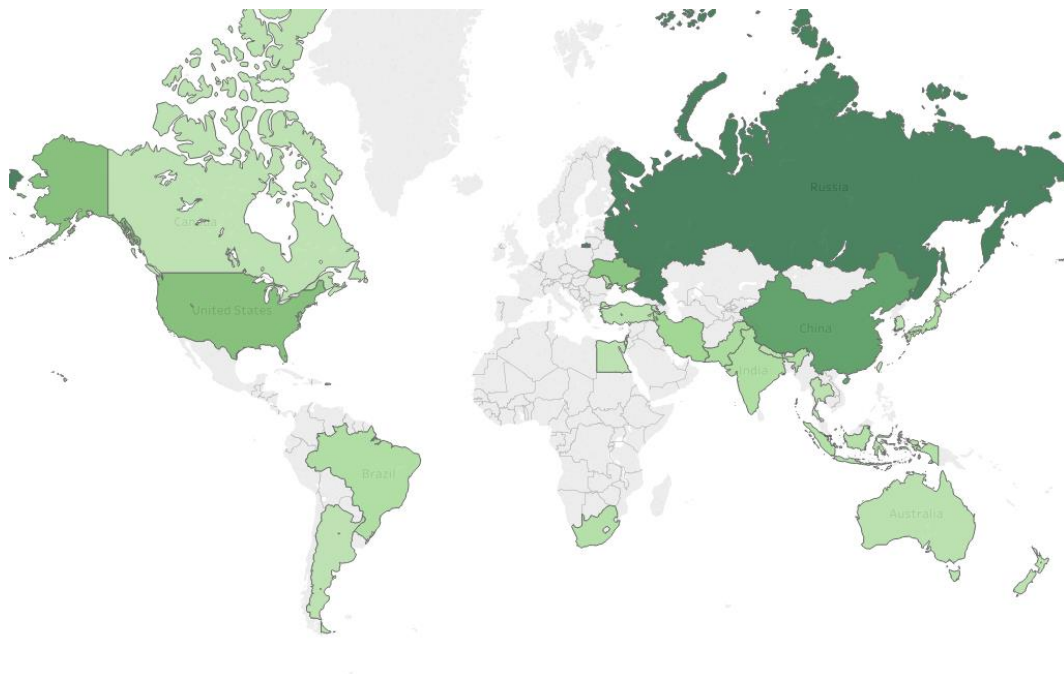 Russia
Canada
United States
China
India
Brazil
Australia